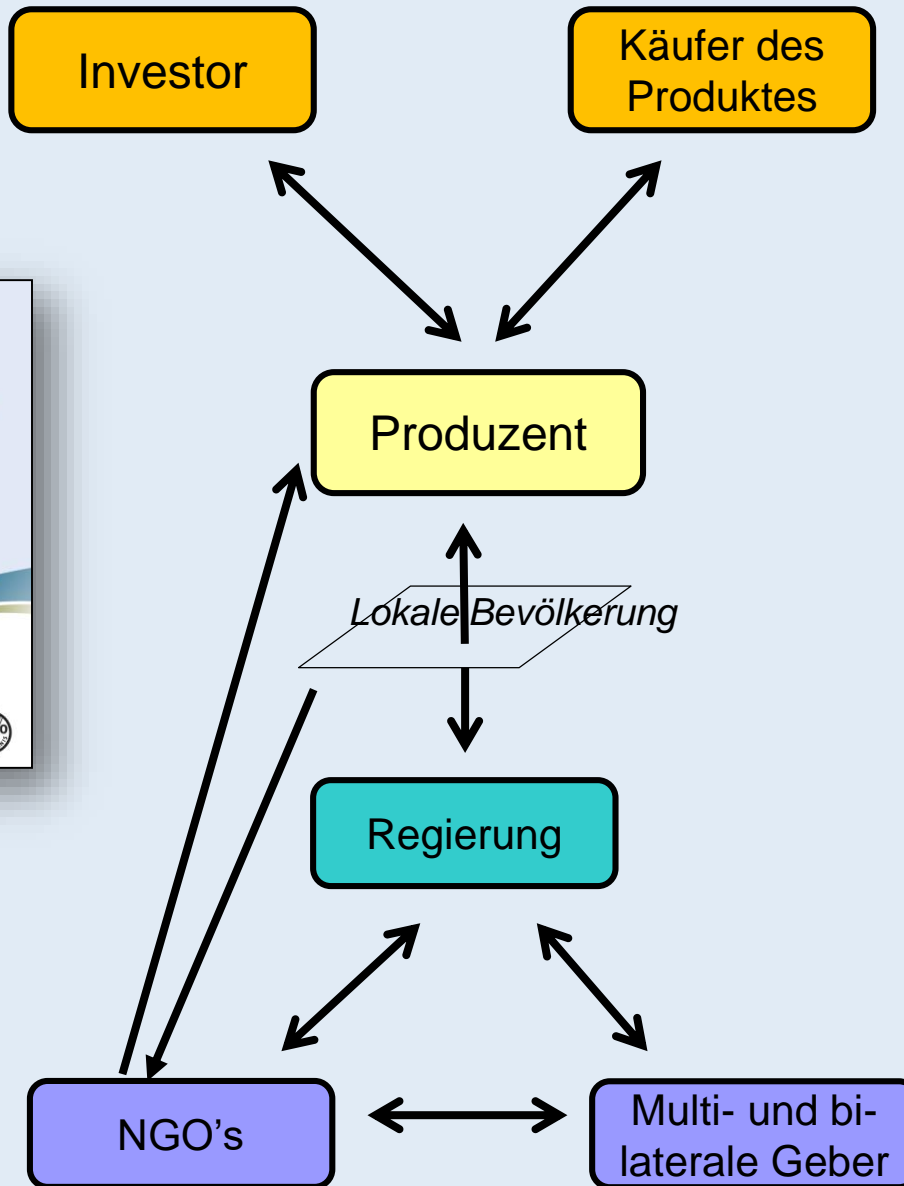 Investor
Käufer des
Produktes
Produzent
Lokale Bevölkerung
Regierung
NGO's
Multi- und bi-
laterale Geber